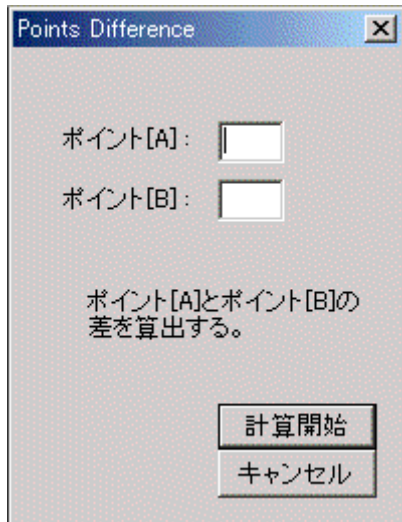 Points Difference
ポイント[A]:
ポイント[B]:
ポイント[A]とポイント[B]の
差を算出する。
計算開始
キャンセル